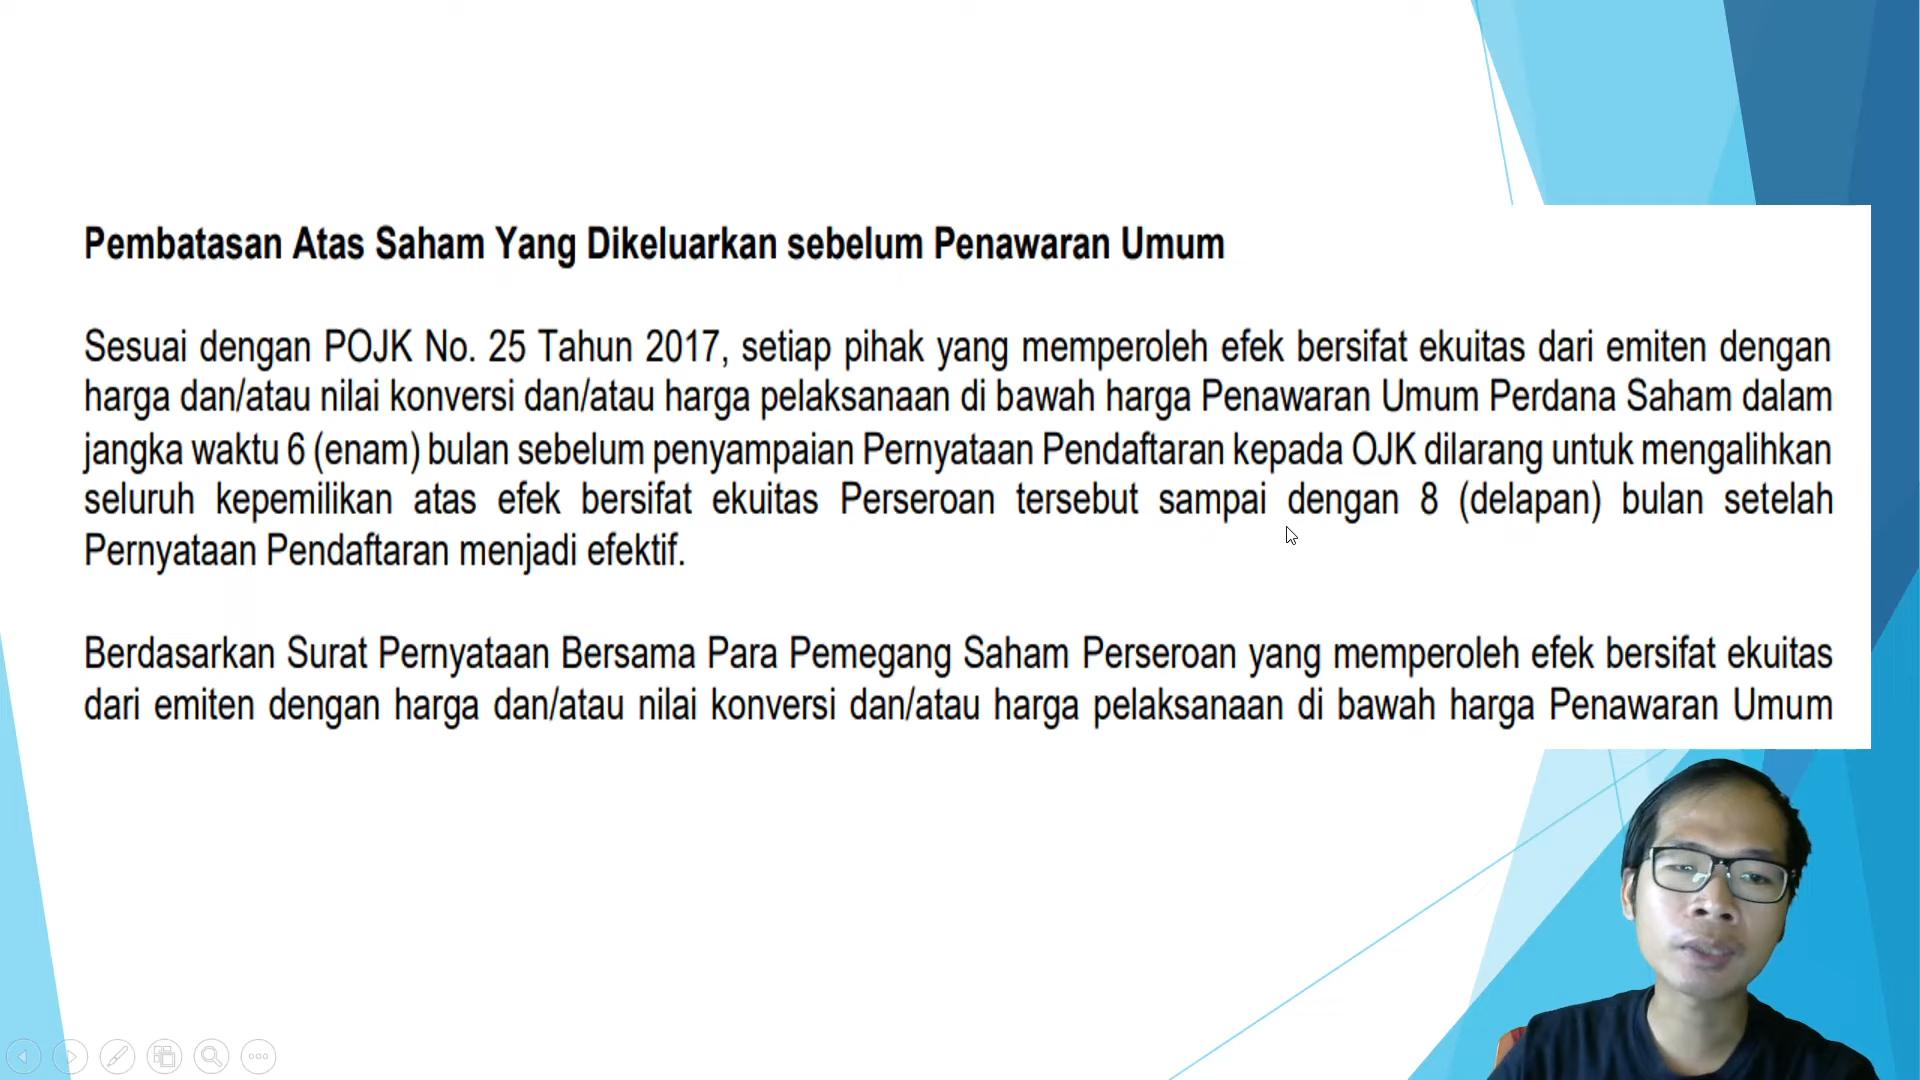 Pembatasan Atas Saham Yang Dikeluarkan sebelum Penawaran Umum
Sesuai dengan POJK No. 25 Tahun 2017, setiap pihak yang memperoleh efek bersifat ekuitas dari emiten dengan
harga dan/atau nilai konversi dan/atau harga pelaksanaan di bawah harga Penawaran Umum Perdana Saham dalam
jangka waktu 6 (enam) bulan sebelum penyampaian Pernyataan Pendaftaran kepada OJK dilarang untuk mengalihkan
seluruh kepemilikan atas efek bersifat ekuitas Perseroan tersebut sampai dengan 8 (delapan) bulan setelah
Pernyataan Pendaftaran menjadi efektif.
Berdasarkan Surat Pernyataan Bersama Para Pemegang Saham Perseroan yang memperoleh efek bersifat ekuitas
dari emiten dengan harga dan/atau nilai konversi dan/atau harga pelaksanaan di bawah harga Penawaran Umum